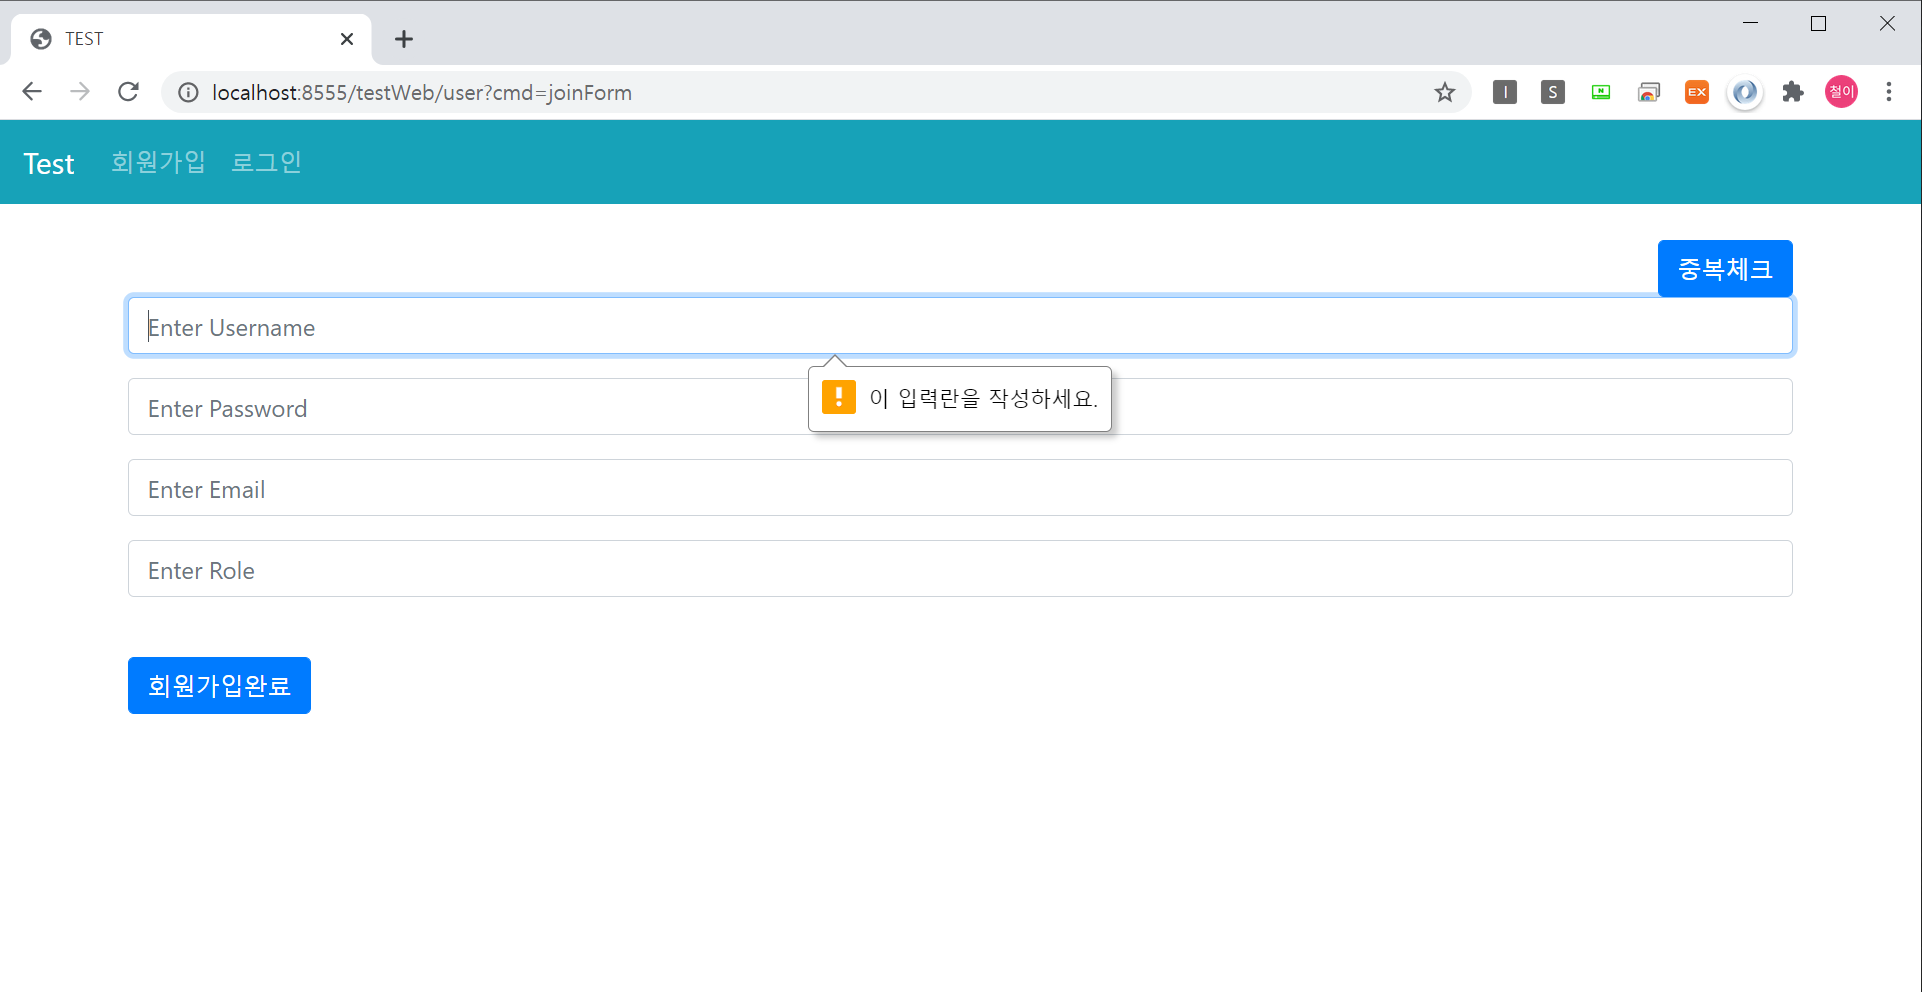 TEST
localhost:8555/testWeb/user?cmd=joinForm
I
S
N
EX
철이
Test
회원가입
로그인
중복체크
Enter Username
이 입력란을 작성하세요.
Enter Password
Enter Email
Enter Role
회원가입완료